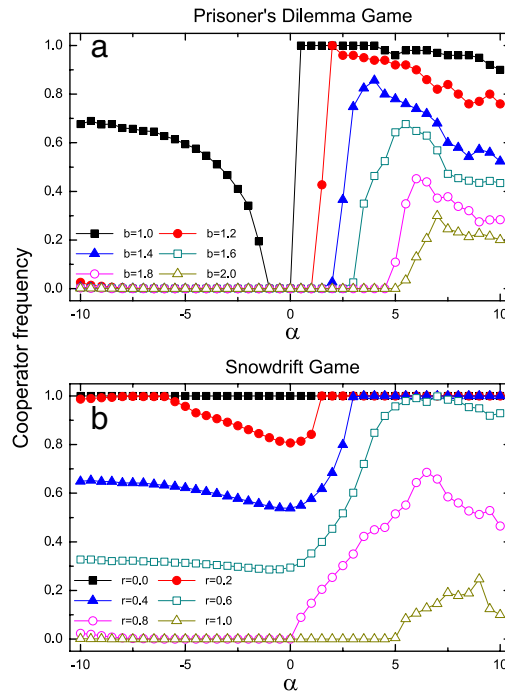 Prisoner's Dilemma Game
a
1.0
0.8
0.6
0.4
0.2
0.0
b=1.0 b=1.2
b=1.4 b=1.6
b=1.8 b=2.0
-10 -5 0 5 10
α
Cooperator frequency
Snowdrift Game
b
1.0
0.8
0.6
0.4
0.2
0.0
r=0.0 r=0.2
r=0.4 r=0.6
r=0.8 r=1.0
-10 -5 0 5 10
α